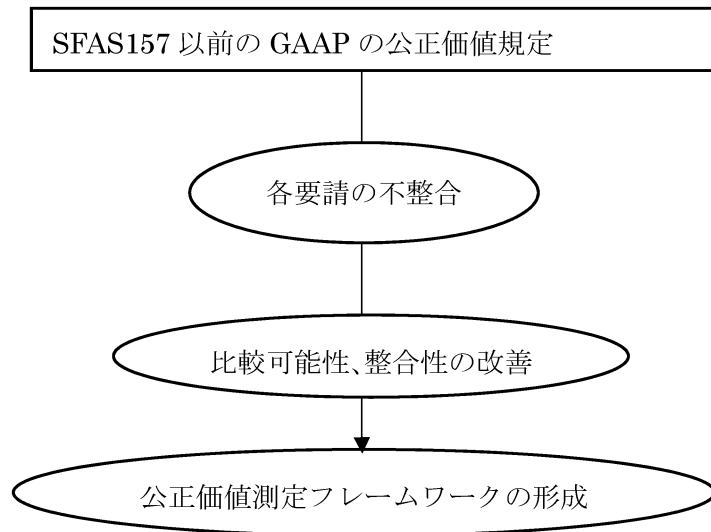 SFAS157 以前の GAAP の公正価値規定
各要請の不整合
比較可能性、整合性の改善
公正価値測定フレームワークの形成